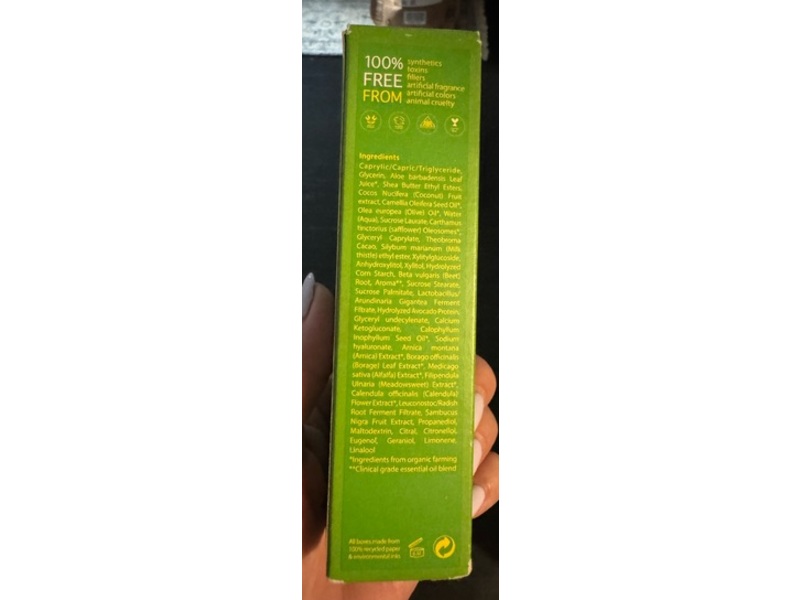 100%
FREE
FROM
synthetics
toxins
fillers
artificial fragrance
artificial colors
animal cruelty
Ingredients
Caprylic/Capric/Triglyceride,
Glycerin, Aloe barbadensis Leaf
Juice*, Shea Butter Ethyl Esters,
Cocos Nucifera (Coconut) Fruit
extract, Camellia Oleifera Seed Oil*,
Olea europea (Olive) Oil*, Water
(Aqua), Sucrose Laurate, Carthamus
tinctorius (safflower) Oleosomes*,
Glyceryl Caprylate, Theobroma
Cacao, Silybum marianum (Milk
thistle) ethyl ester, Xylitylglucoside,
Anhydroxylitol, Xylitol, Hydrolyzed
Corn Starch, Beta vulgaris (Beet)
Root, Aroma**, Sucrose Stearate,
Sucrose Palmitate, Lactobacillus/
Arundinaria Gigantea Ferment
Filtrate, Hydrolyzed Avocado Protein,
Glyceryl undecylenate, Calcium
Ketogluconate, Calophyllum
Inophyllum Seed Oil*, Sodium
hyaluronate, Arnica montana
(Arnica) Extract*, Borago officinalis
(Borage) Leaf Extract*, Medicago
sativa (Alfalfa) Extract*, Filipendula
Ulnaria (Meadowsweet) Extract*,
Calendula officinalis (Calendula)
Flower Extract*, Leuconostoc/Radish
Root Ferment Filtrate, Sambucus
Nigra Fruit Extract, Propanediol,
Maltodextrin, Citral, Citronellol,
Eugenol, Geraniol, Limonene,
Linalool
*Ingredients from organic farming
**Clinical grade essential oil blend
All boxes made from
100% recycled paper
& environmental inks